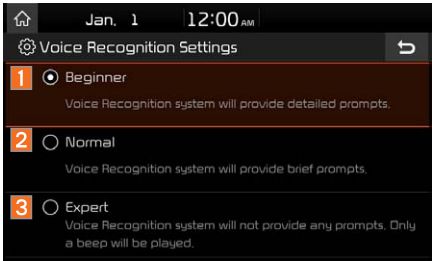 Jan. 1 12:00 AM
Voice Recognition Settings
1 Beginner
Voice Recognition system will provide detailed prompts.
2 Normal
Voice Recognition system will provide brief prompts.
3 Expert
Voice Recognition system will not provide any prompts. Only
a beep will be played.